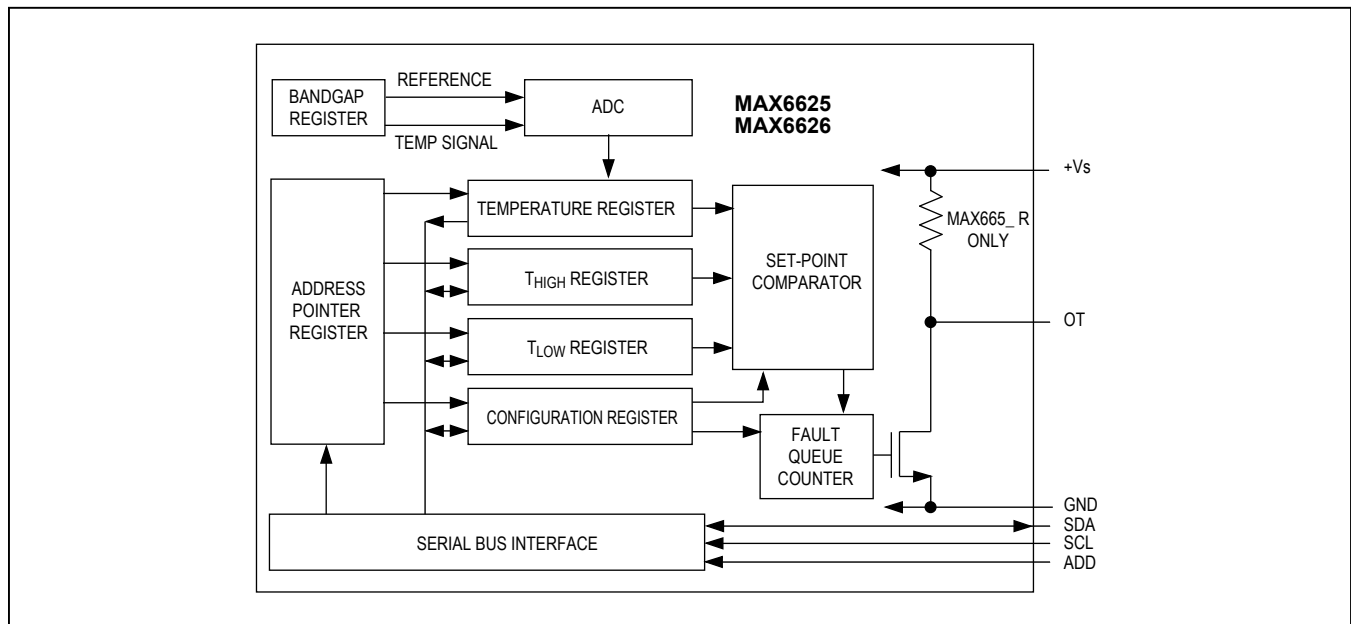 BANDGAP
REGISTER
REFERENCE
TEMP SIGNAL
ADC
MAX6625
MAX6626
+Vs
MAX665_ R
ONLY
ADDRESS
POINTER
REGISTER
TEMPERATURE REGISTER
THIGH REGISTER
TLOW REGISTER
CONFIGURATION REGISTER
SET-POINT
COMPARATOR
OT
FAULT
QUEUE
COUNTER
SERIAL BUS INTERFACE
GND
SDA
SCL
ADD